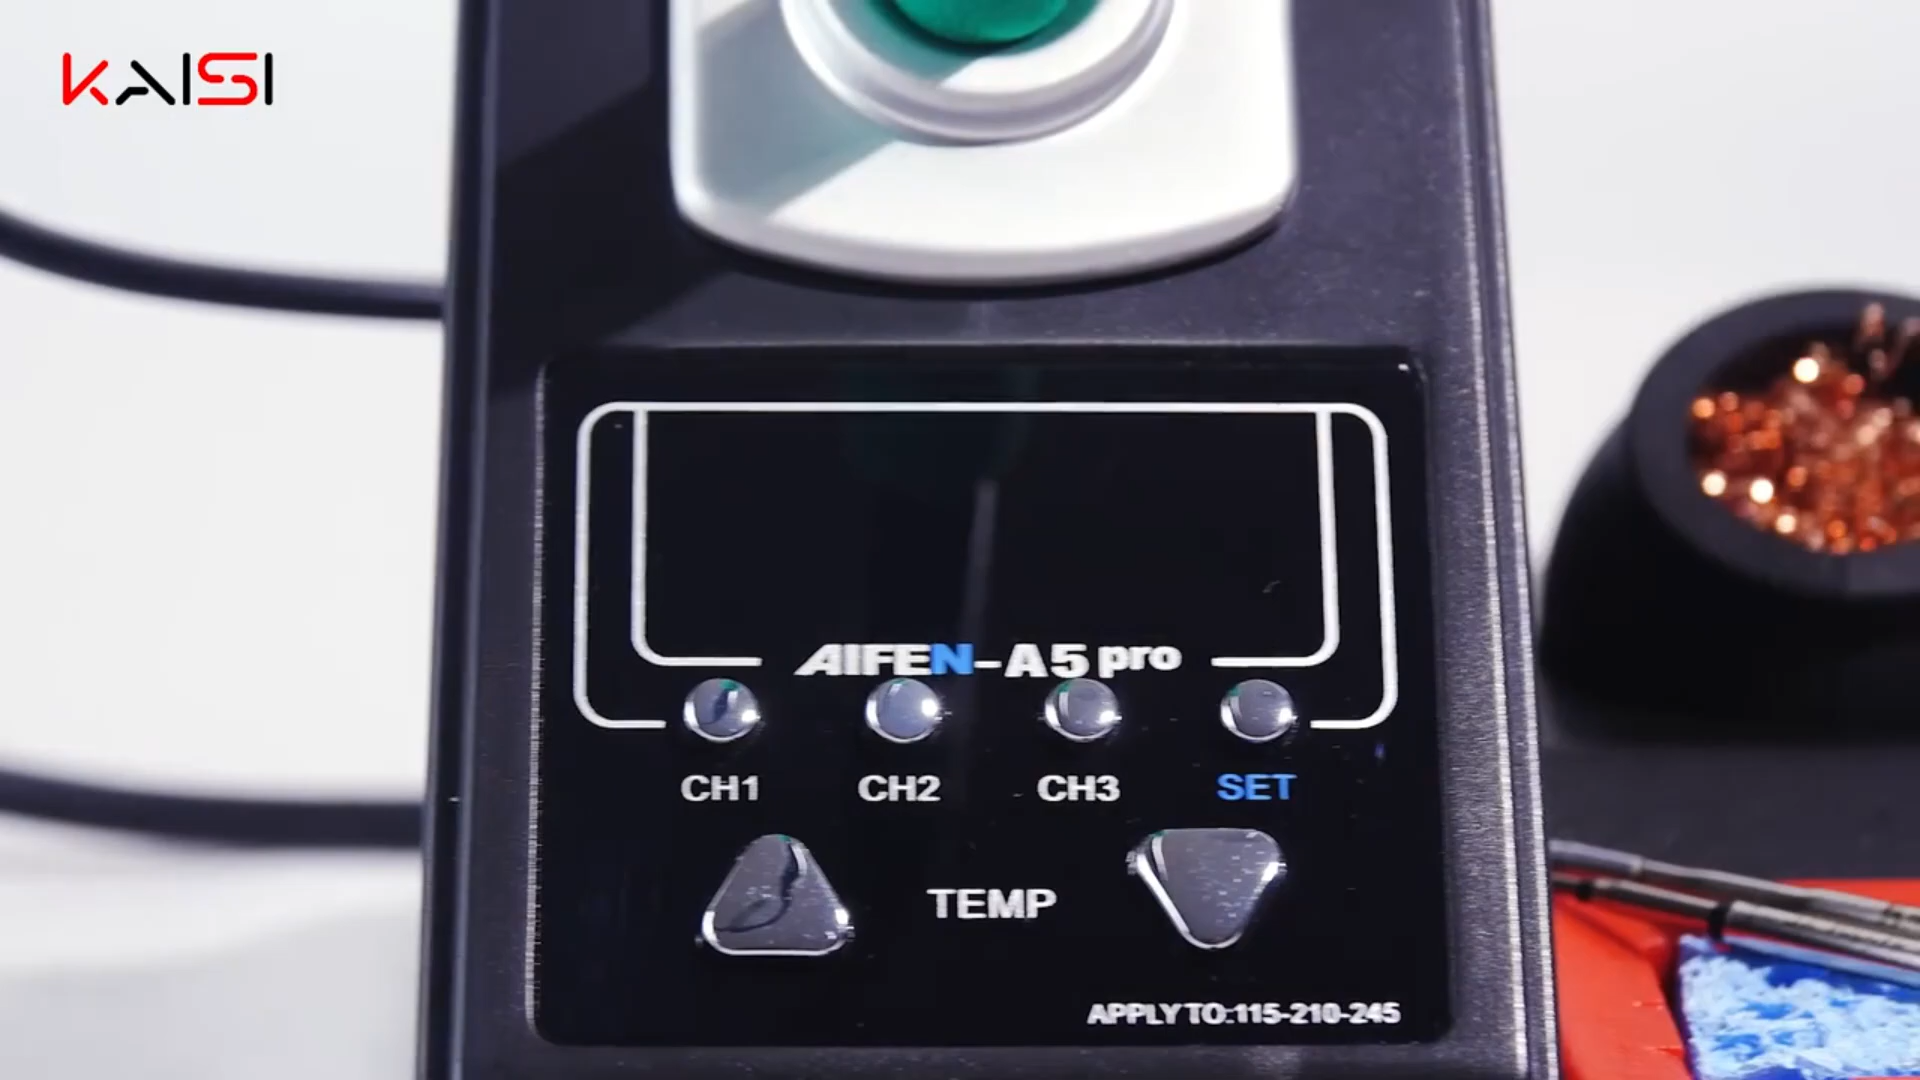 KAISI
AIFEN-A5 pro
CH1 CH2 CH3 SET
TEMP
APPLY TO:115-210-245